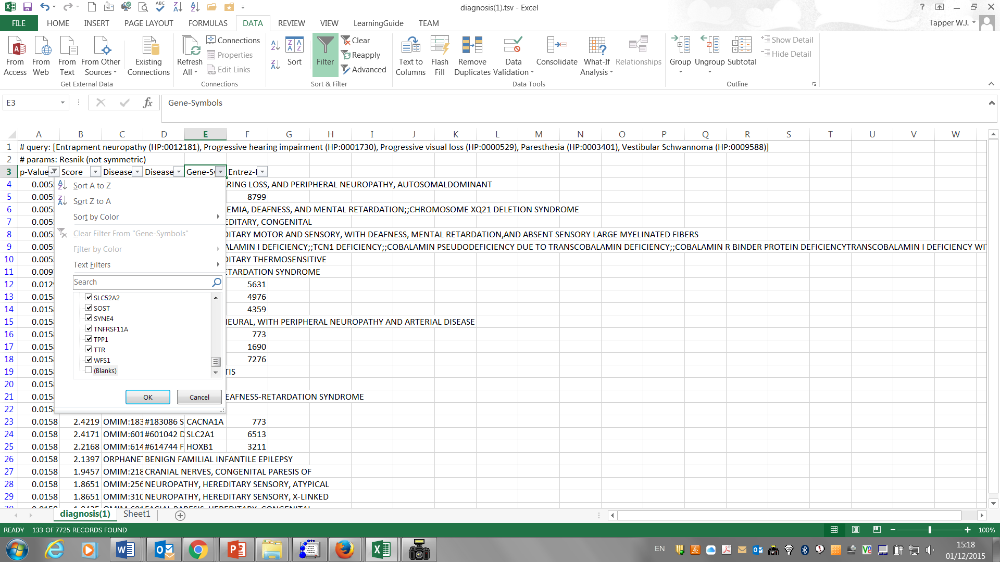 diagnosis(1).tsv - Excel
FILE HOME INSERT PAGE LAYOUT FORMULAS DATA REVIEW VIEW LearningGuide TEAM Tapper W.J.
From Access
From Web
From Text
From Other Sources
Existing Connections
Get External Data
Refresh All
Connections
Properties
Edit Links
Connections
Sort
Filter
Clear
Reapply
Advanced
Sort & Filter
Text to Columns
Flash Fill
Remove Duplicates
Data Validation
Consolidate
What-If Analysis
Relationships
Data Tools
Group
Ungroup
Subtotal
Show Detail
Hide Detail
Outline
E3 fx Gene-Symbols
A B C D E F G H I J K L M N O P Q R S T U V W
1 # query: [Entrapment neuropathy (HP:0012181), Progressive hearing impairment (HP:0001730), Progressive visual loss (HP:0000529), Paresthesia (HP:0003401), Vestibular Schwannoma (HP:0009588)]
2 # params: Resnik (not symmetric)
3 p-Value Score Disease Disease Gene-Sy Entrez-I
4 0.005 ARING LOSS, AND PERIPHERAL NEUROPATHY, AUTOSOMALDOMINANT
5 0.005 8799
6 0.005 EMIA, DEAFNESS, AND MENTAL RETARDATION;;CHROMOSOME XQ21 DELETION SYNDROME
7 0.005 EDITARY, CONGENITAL
8 0.005 DITARY MOTOR AND SENSORY, WITH DEAFNESS, MENTAL RETARDATION,AND ABSENT SENSORY LARGE MYELINATED FIBERS
9 0.005 ALAMIN I DEFICIENCY;;TCN1 DEFICIENCY;;COBALAMIN PSEUDODEFICIENCY DUE TO TRANSCOBALAMIN DEFICIENCY;;COBALAMIN R BINDER PROTEIN DEFICIENCYTRANSCOBALAMIN I DEFICIENCY WI
10 0.005 DITARY THERMOSENSITIVE
11 0.009 ETARDATION SYNDROME
12 0.012 5631
13 0.015 4976
14 0.015 4359
15 0.015 NEURAL, WITH PERIPHERAL NEUROPATHY AND ARTERIAL DISEASE
16 0.015 773
17 0.015 1690
18 0.015 7276
19 0.015 TIS
20 0.015
21 0.015 EAFNESS-RETARDATION SYNDROME
22 0.015
Sort A to Z
Sort Z to A
Sort by Color
Clear Filter From "Gene-Symbols"
Filter by Color
Text Filters
Search
SLC52A2
SOST
SYNE4
TNFRSF11A
TPP1
TTR
WFS1
(Blanks)
OK Cancel
23 0.0158 2.4219 OMIM:183 #183086 S CACNA1A 773
24 0.0158 2.4171 OMIM:601 #601042 D SLC2A1 6513
25 0.0158 2.2168 OMIM:614 #614744 F HOXB1 3211
26 0.0158 2.1397 ORPHANET BENIGN FAMILIAL INFANTILE EPILEPSY
27 0.0158 1.9457 OMIM:218 CRANIAL NERVES, CONGENITAL PARESIS OF
28 0.0158 1.8651 OMIM:256 NEUROPATHY, HEREDITARY SENSORY, ATYPICAL
29 0.0158 1.8651 OMIM:310 NEUROPATHY, HEREDITARY SENSORY, X-LINKED
diagnosis(1) Sheet1
READY 133 OF 7725 RECORDS FOUND 100%
EN 15:18
01/12/2015